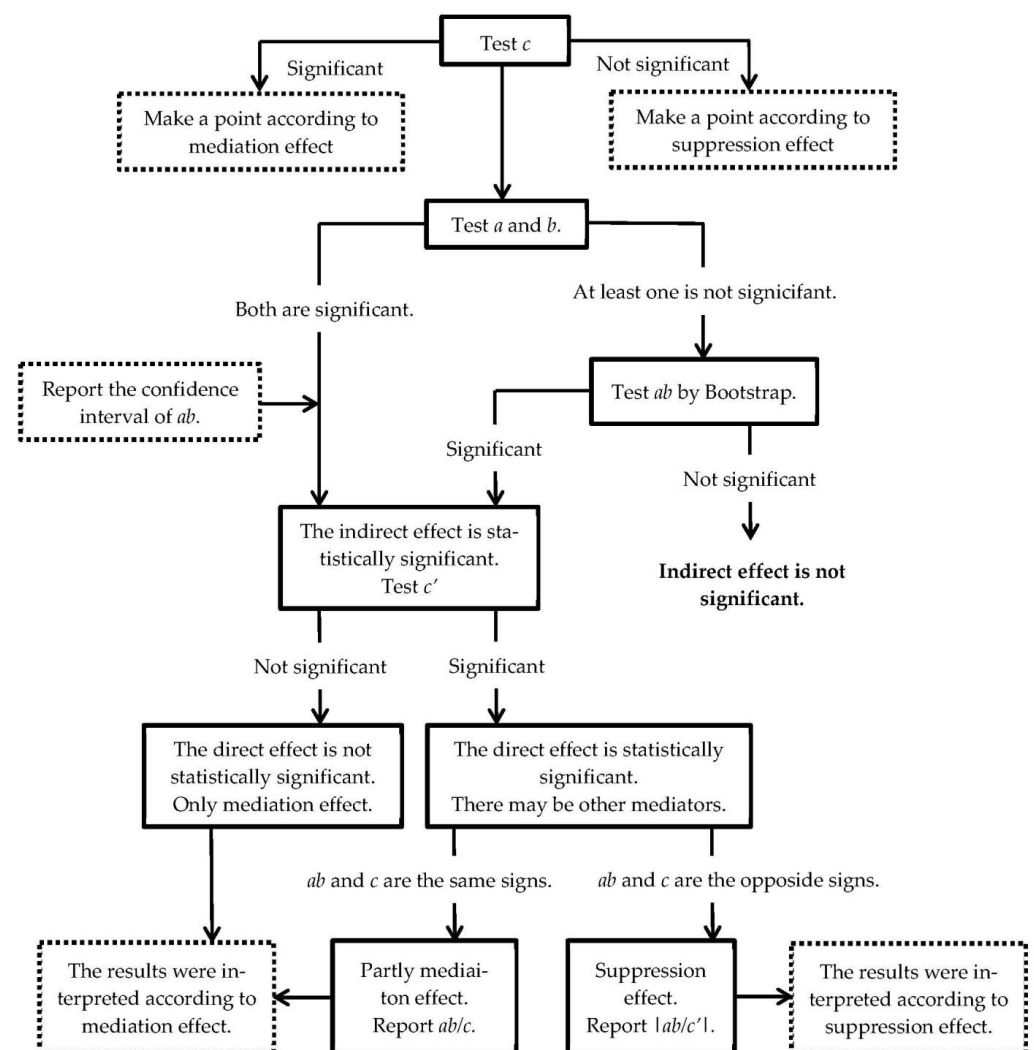 Test c
Significant
Not significant
Make a point according to
mediation effect
Make a point according to
suppression effect
Test a and b.
Both are significant.
At least one is not signicifant.
Report the confidence
interval of ab.
Test ab by Bootstrap.
Significant
Not significant
The indirect effect is sta-
tistically significant.
Test c′
Indirect effect is not
significant.
Not significant
Significant
The direct effect is not
statistically significant.
Only mediation effect.
The direct effect is statistically
significant.
There may be other mediators.
ab and c are the same signs.
ab and c are the opposide signs.
The results were in-
terpreted according to
mediation effect.
Partly mediai-
ton effect.
Report ab/c.
Suppression
effect.
Report |ab/c′|.
The results were in-
terpreted according to
suppression effect.